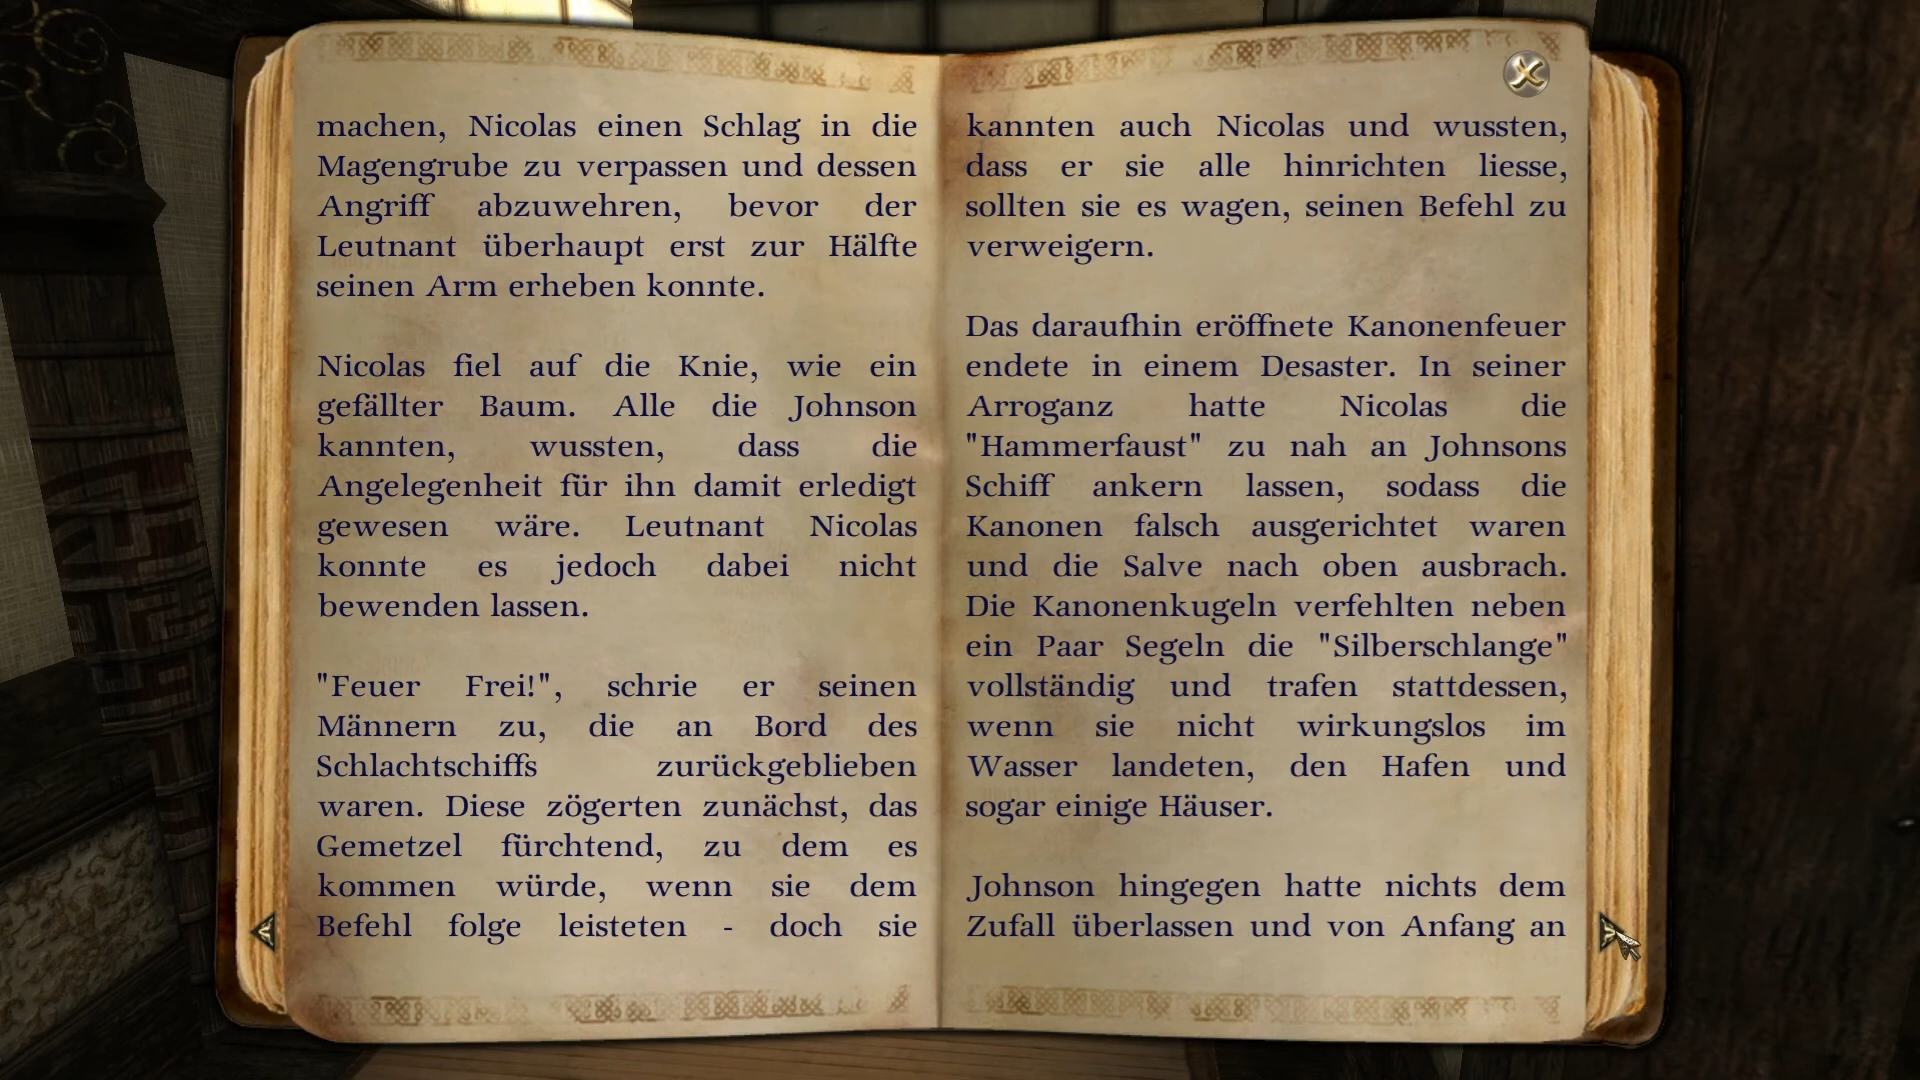 machen, Nicolas einen Schlag in die
Magengrube zu verpassen und dessen
Angriff abzuwehren, bevor der
Leutnant überhaupt erst zur Hälfte
seinen Arm erheben konnte.
Nicolas fiel auf die Knie, wie ein
gefällter Baum. Alle die Johnson
kannten, wussten, dass die
Angelegenheit für ihn damit erledigt
gewesen wäre. Leutnant Nicolas
konnte es jedoch dabei nicht
bewenden lassen.
"Feuer Frei!", schrie er seinen
Männern zu, die an Bord des
Schlachtschiffs zurückgeblieben
waren. Diese zögerten zunächst, das
Gemetzel fürchtend, zu dem es
kommen würde, wenn sie dem
Befehl folge leisteten - doch sie
kannten auch Nicolas und wussten,
dass er sie alle hinrichten liesse,
sollten sie es wagen, seinen Befehl zu
verweigern.
Das daraufhin eröffnete Kanonenfeuer
endete in einem Desaster. In seiner
Arroganz hatte Nicolas die
"Hammerfaust" zu nah an Johnsons
Schiff ankern lassen, sodass die
Kanonen falsch ausgerichtet waren
und die Salve nach oben ausbrach.
Die Kanonenkugeln verfehlten neben
ein Paar Segeln die "Silberschlange"
vollständig und trafen stattdessen,
wenn sie nicht wirkungslos im
Wasser landeten, den Hafen und
sogar einige Häuser.
Johnson hingegen hatte nichts dem
Zufall überlassen und von Anfang an